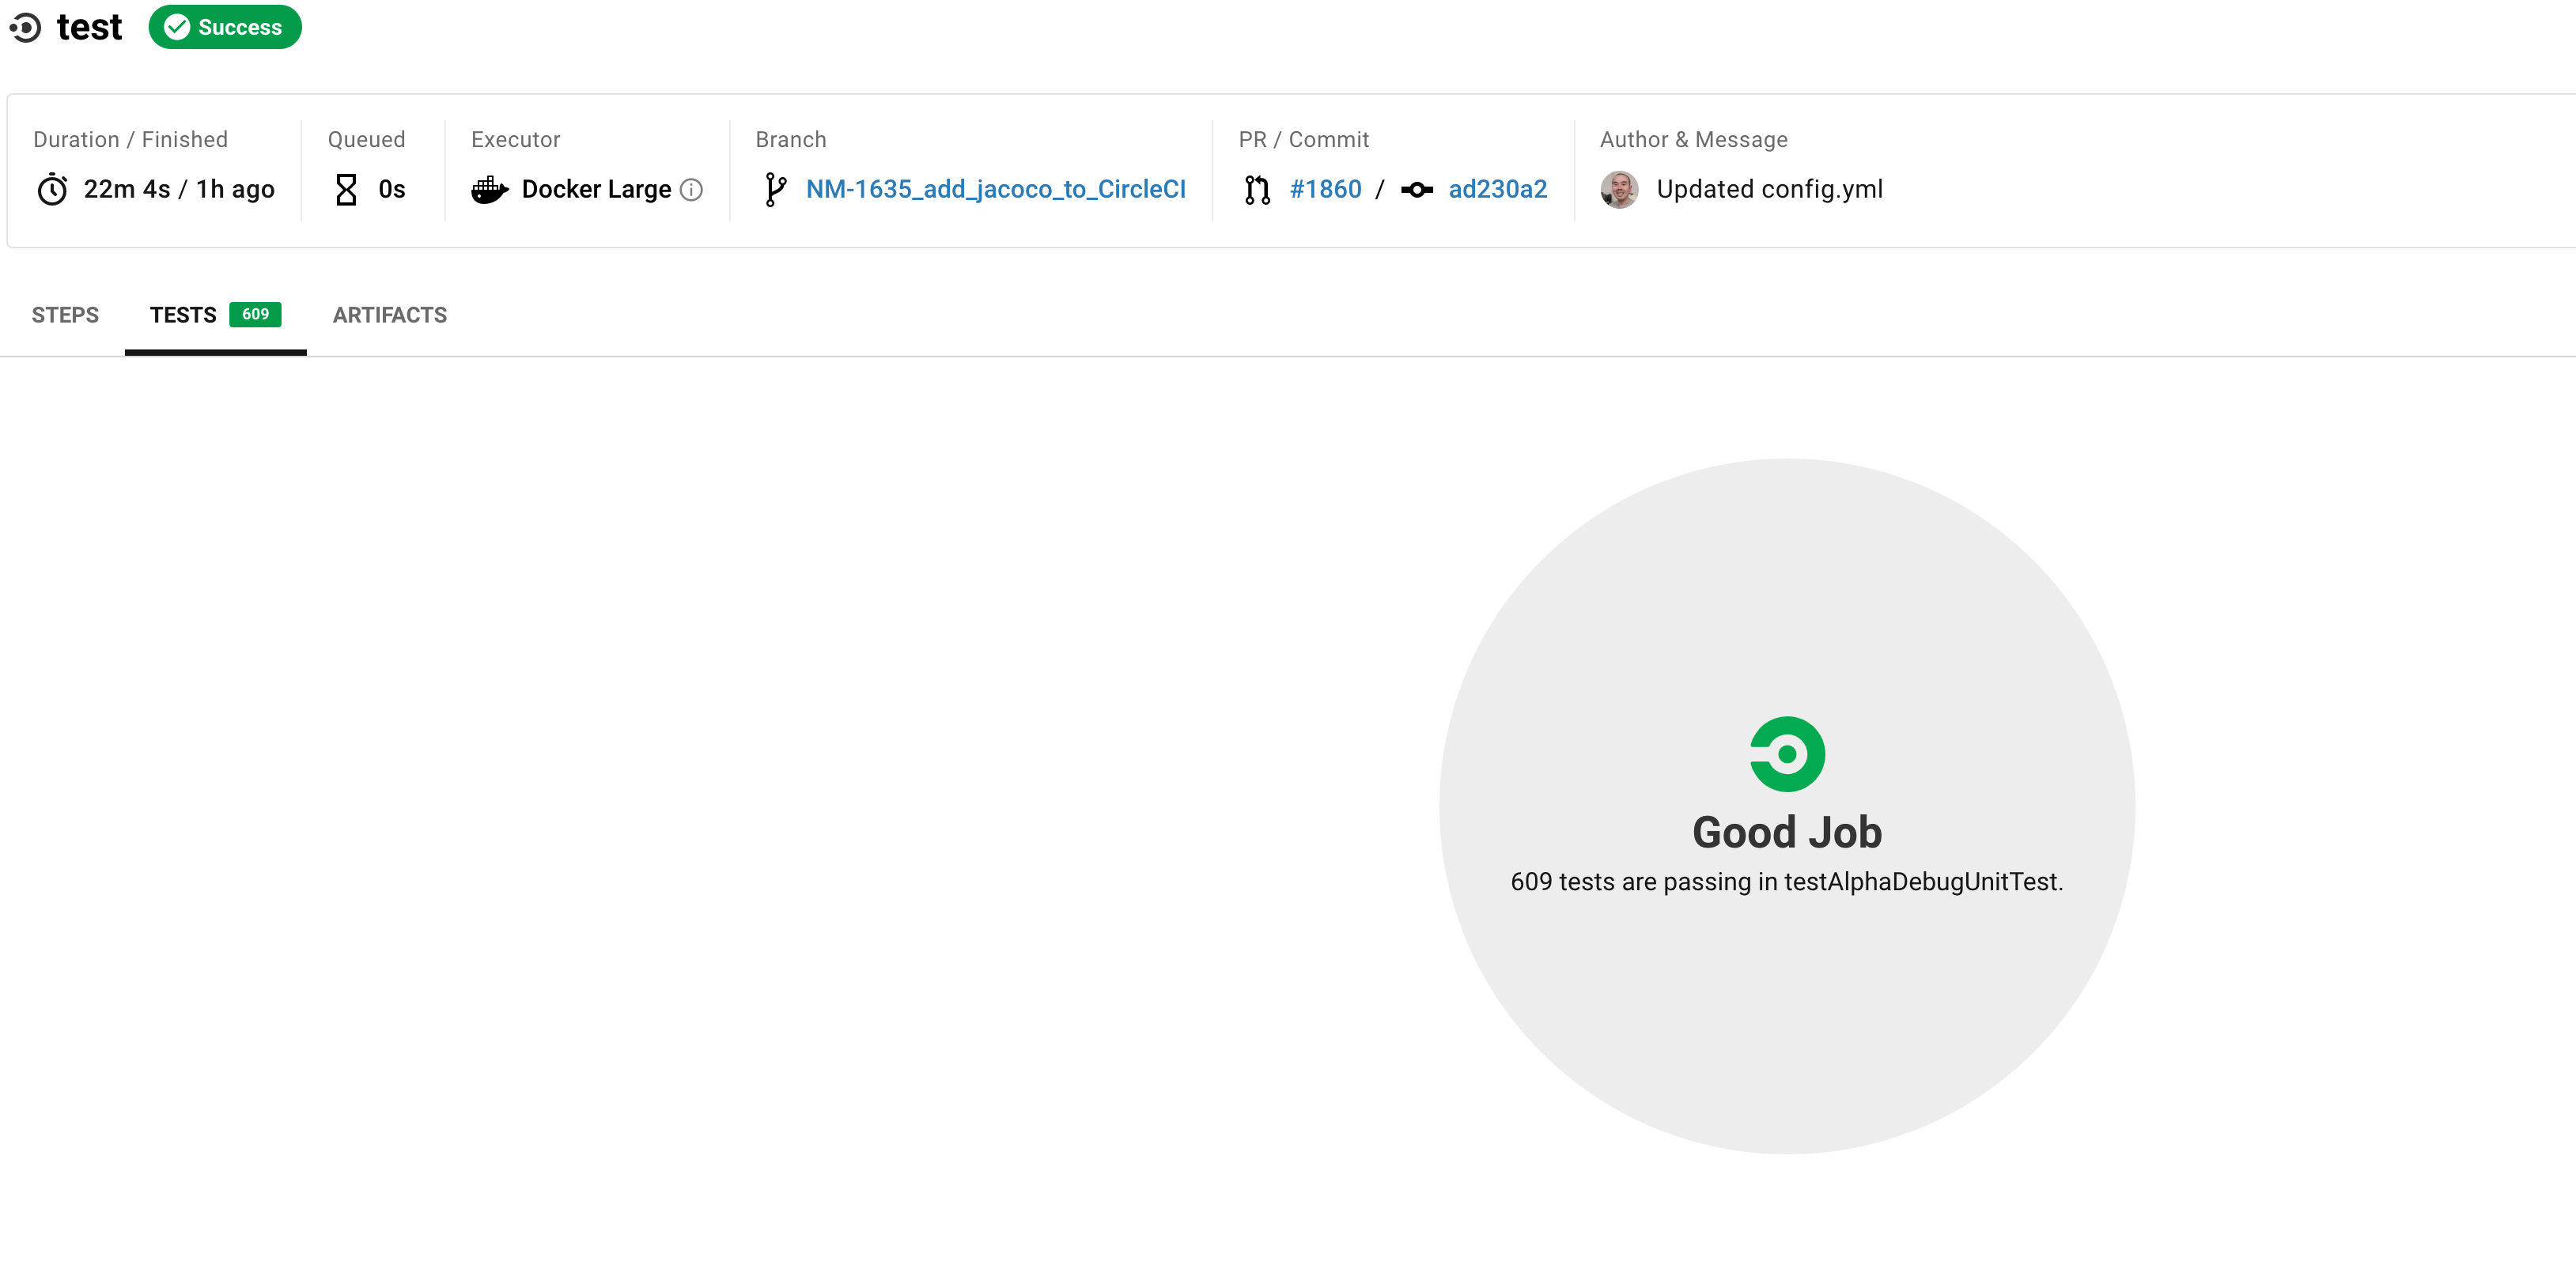 test Success
Duration / Finished Queued Executor Branch PR / Commit Author & Message
22m 4s / 1h ago 0s Docker Large NM-1635_add_jacoco_to_CircleCI #1860 / ad230a2 Updated config.yml
STEPS TESTS 609 ARTIFACTS
Good Job
609 tests are passing in testAlphaDebugUnitTest.